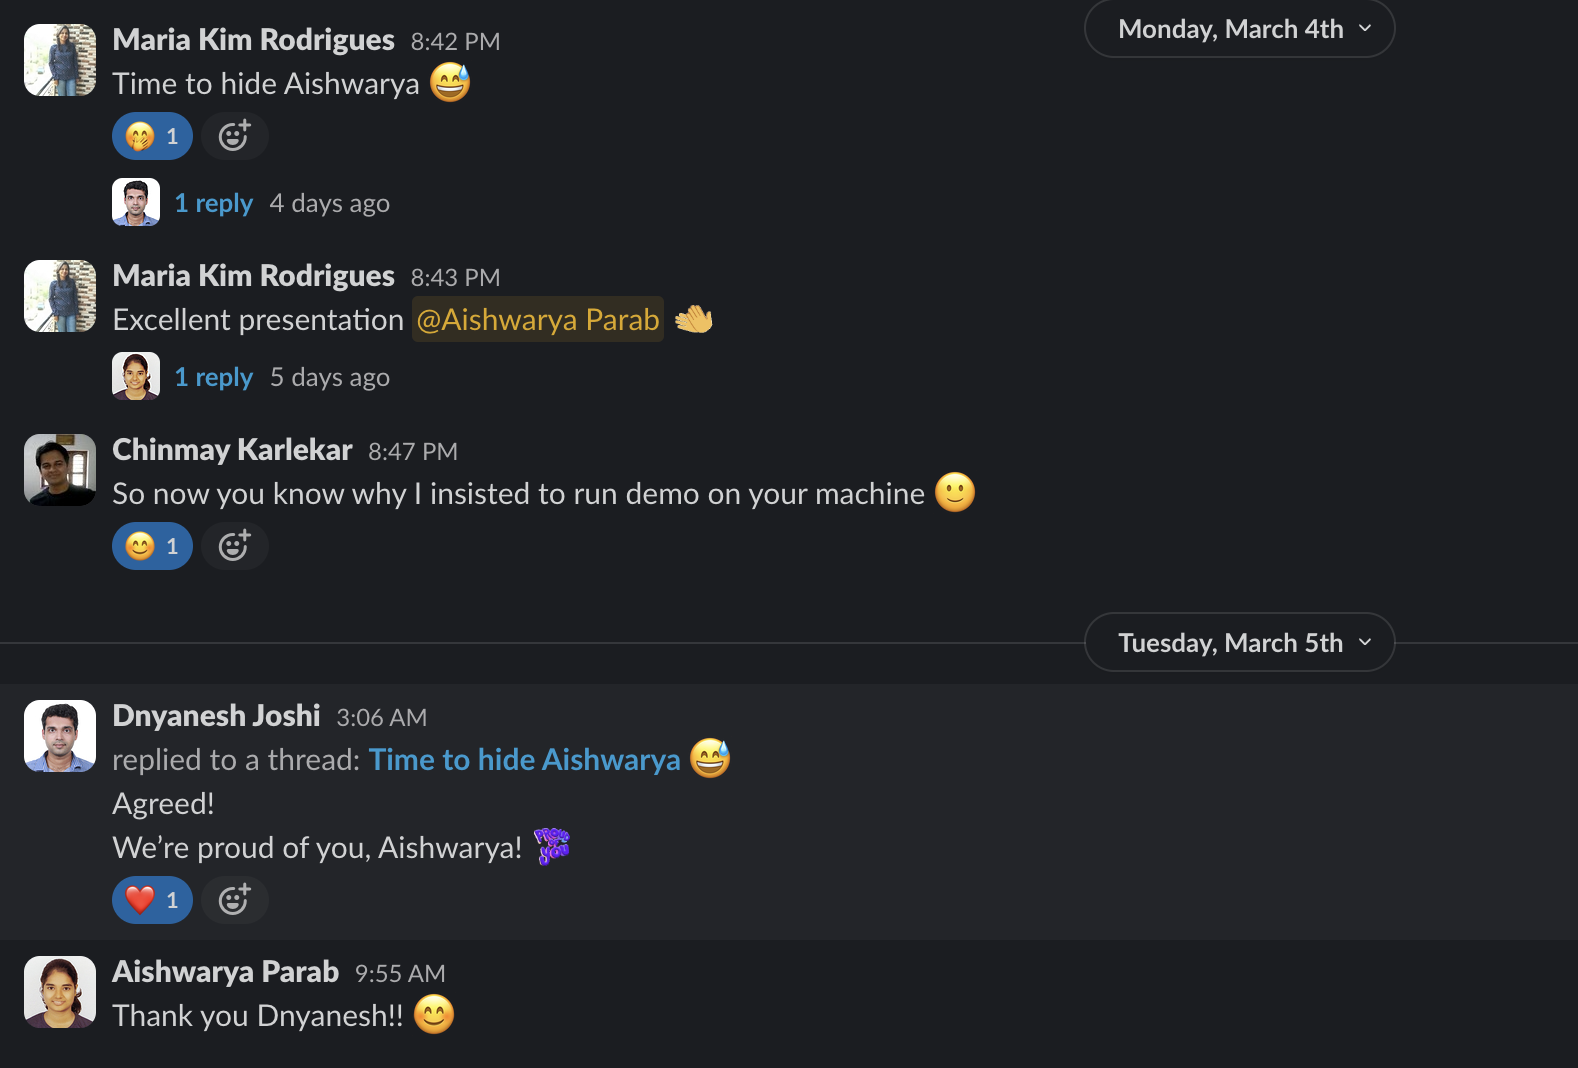 Monday, March 4th
Maria Kim Rodrigues 8:42 PM
Time to hide Aishwarya 😅
🤭 1
1 reply 4 days ago
Maria Kim Rodrigues 8:43 PM
Excellent presentation @Aishwarya Parab 👏
1 reply 5 days ago
Chinmay Karlekar 8:47 PM
So now you know why I insisted to run demo on your machine 🙂
😊 1
Tuesday, March 5th
Dnyanesh Joshi 3:06 AM
replied to a thread: Time to hide Aishwarya 😅
Agreed!
We’re proud of you, Aishwarya! PROUD OF YOU
❤️ 1
Aishwarya Parab 9:55 AM
Thank you Dnyanesh!! 😊